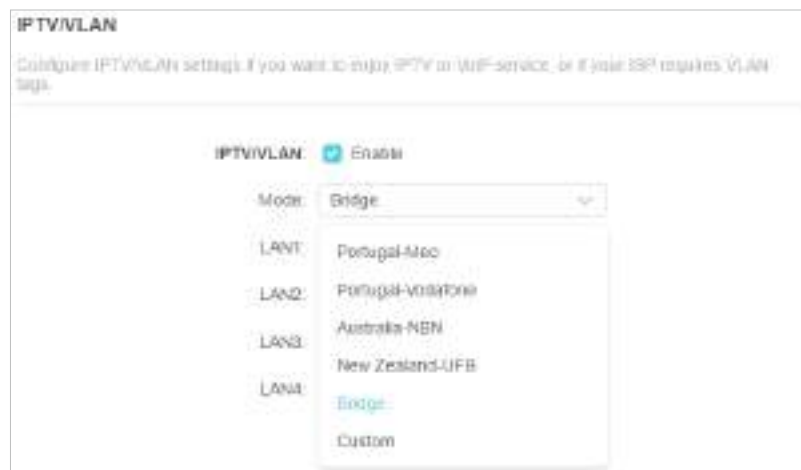 IPTV/VLAN
Configure IPTV/VLAN settings if you want to enjoy IPTV or VoIP service, or if your ISP requires VLAN
tags.
IPTV/VLAN: Enable
Mode: Bridge
LAN1:
Portugal-Meo
LAN2:
Portugal-Vodafone
Australia-NBN
LAN3:
New Zealand-UFB
LAN4:
Bridge
Custom